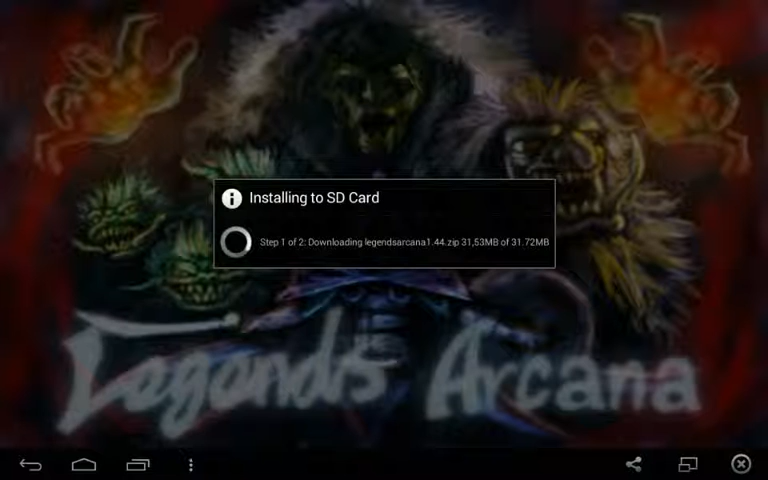 Installing to SD Card
Step 1 of 2: Downloading legendsarcana1.44.zip 31,53MB of 31.72MB
Legends Arcana